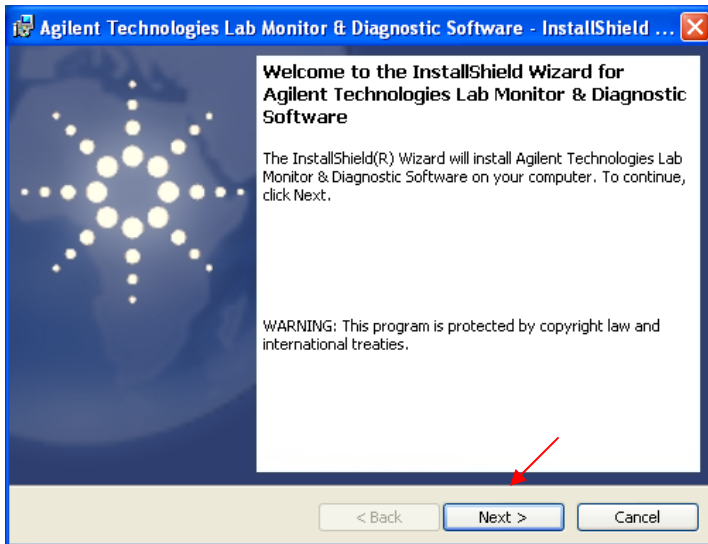 Agilent Technologies Lab Monitor & Diagnostic Software - InstallShield ...
Welcome to the InstallShield Wizard for
Agilent Technologies Lab Monitor & Diagnostic
Software
The InstallShield(R) Wizard will install Agilent Technologies Lab
Monitor & Diagnostic Software on your computer. To continue,
click Next.
WARNING: This program is protected by copyright law and
international treaties.
< Back
Next >
Cancel